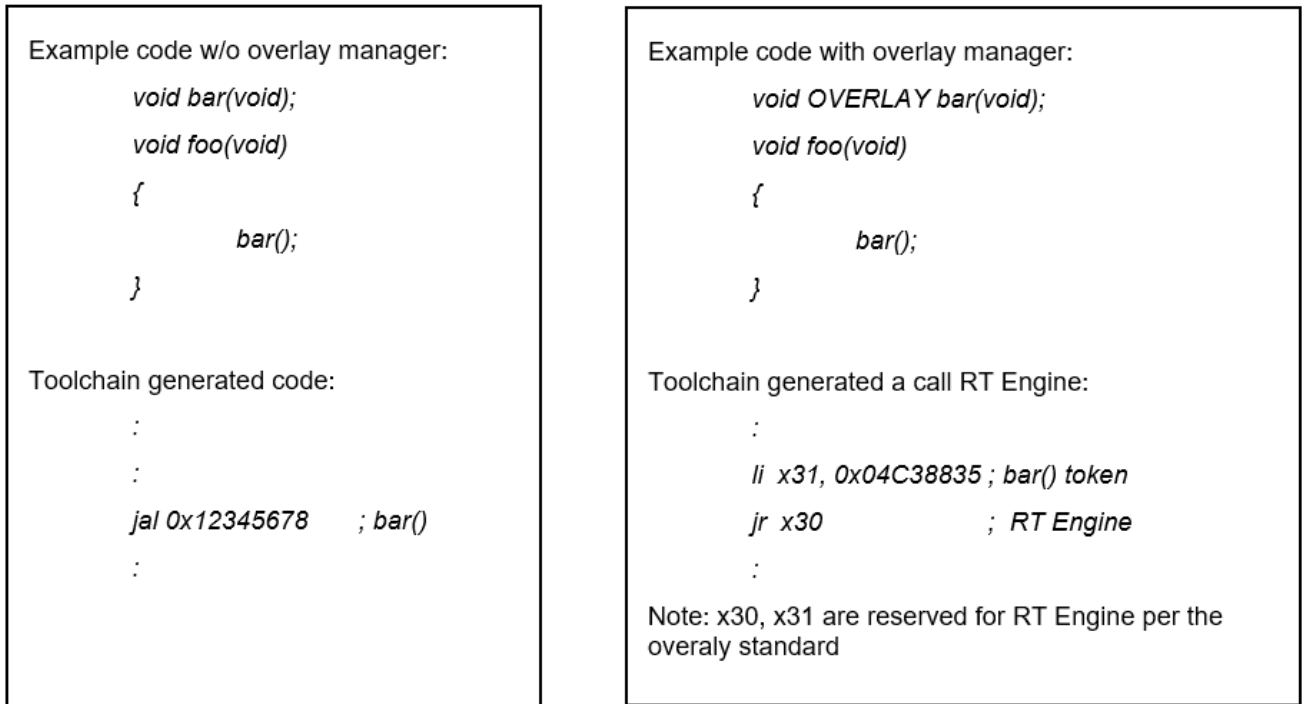 Example code w/o overlay manager:
void bar(void);
void foo(void)
{
bar();
}
Toolchain generated code:
:
:
jal 0x12345678 ; bar()
:
Example code with overlay manager:
void OVERLAY bar(void);
void foo(void)
{
bar();
}
Toolchain generated a call RT Engine:
:
li x31, 0x04C38835 ; bar() token
jr x30 ; RT Engine
:
Note: x30, x31 are reserved for RT Engine per the
overaly standard